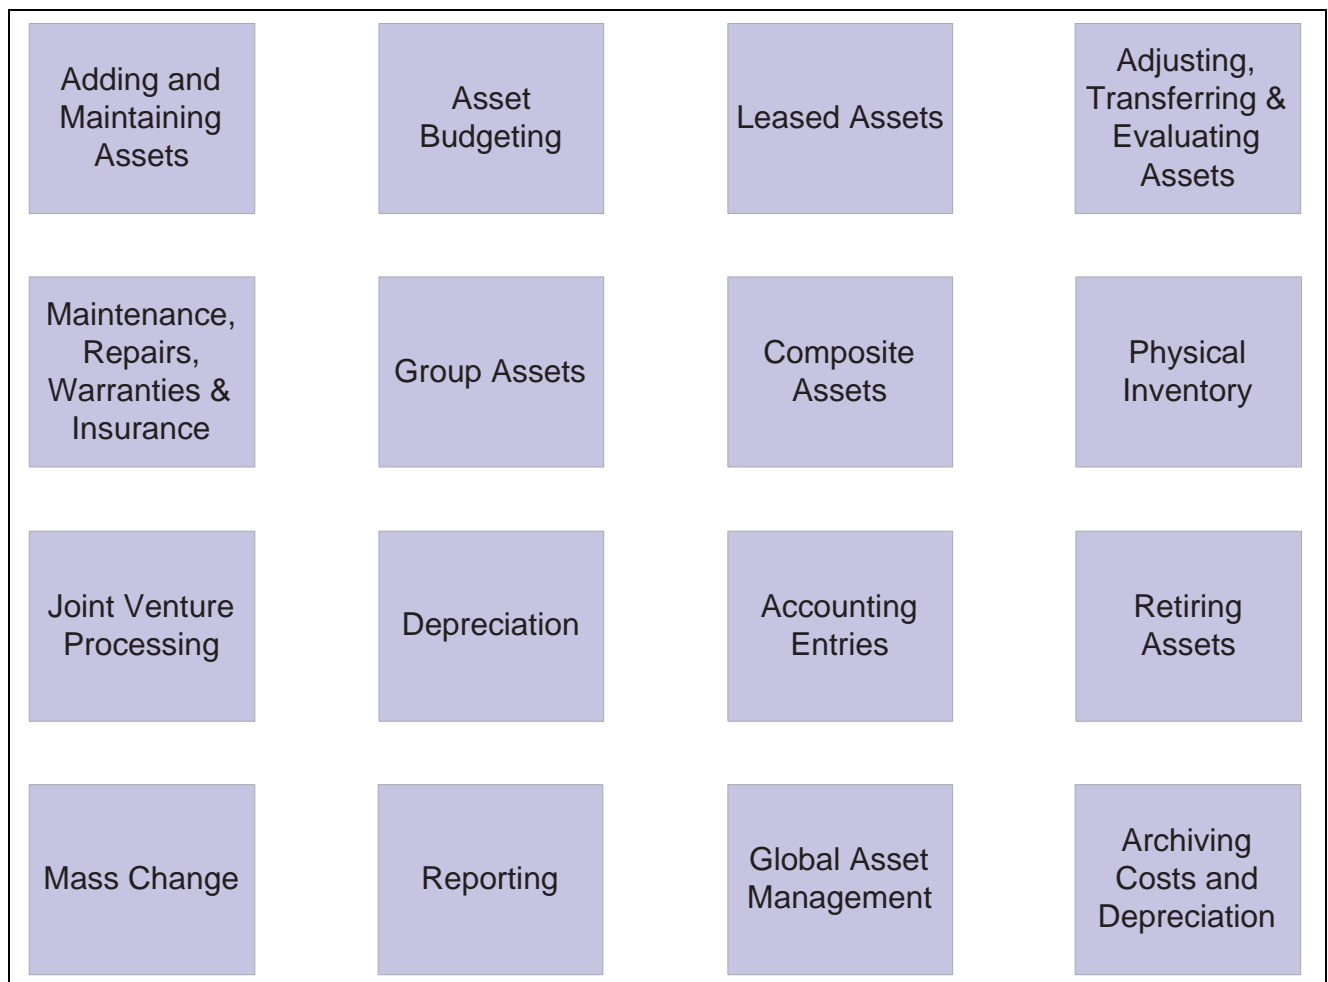 Adding and
Maintaining
Assets
Asset
Budgeting
Leased Assets
Adjusting,
Transferring &
Evaluating
Assets
Maintenance,
Repairs,
Warranties &
Insurance
Group Assets
Composite
Assets
Physical
Inventory
Joint Venture
Processing
Depreciation
Accounting
Entries
Retiring
Assets
Mass Change
Reporting
Global Asset
Management
Archiving
Costs and
Depreciation